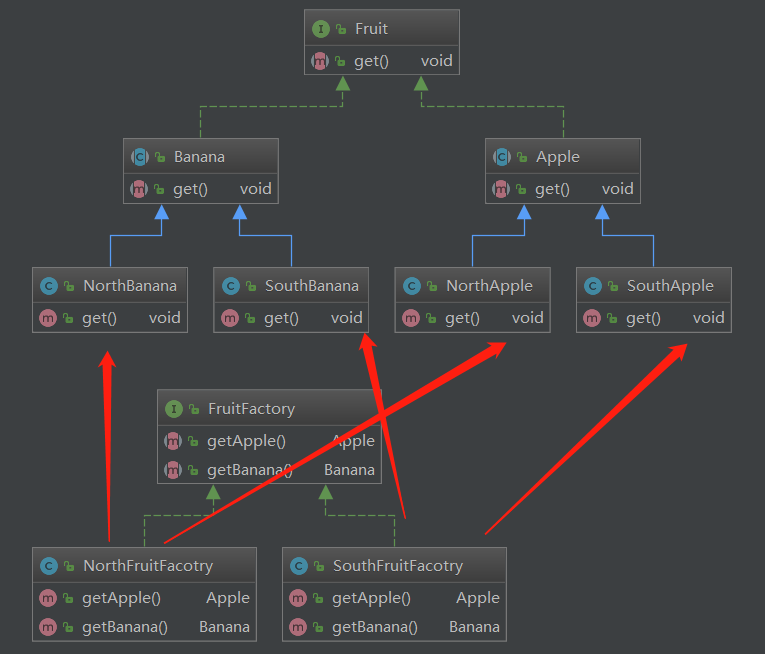 Fruit
get() void
Banana
get() void
Apple
get() void
NorthBanana
get() void
SouthBanana
get() void
NorthApple
get() void
SouthApple
get() void
FruitFactory
getApple() Apple
getBanana() Banana
NorthFruitFacotry
getApple() Apple
getBanana() Banana
SouthFruitFacotry
getApple() Apple
getBanana() Banana